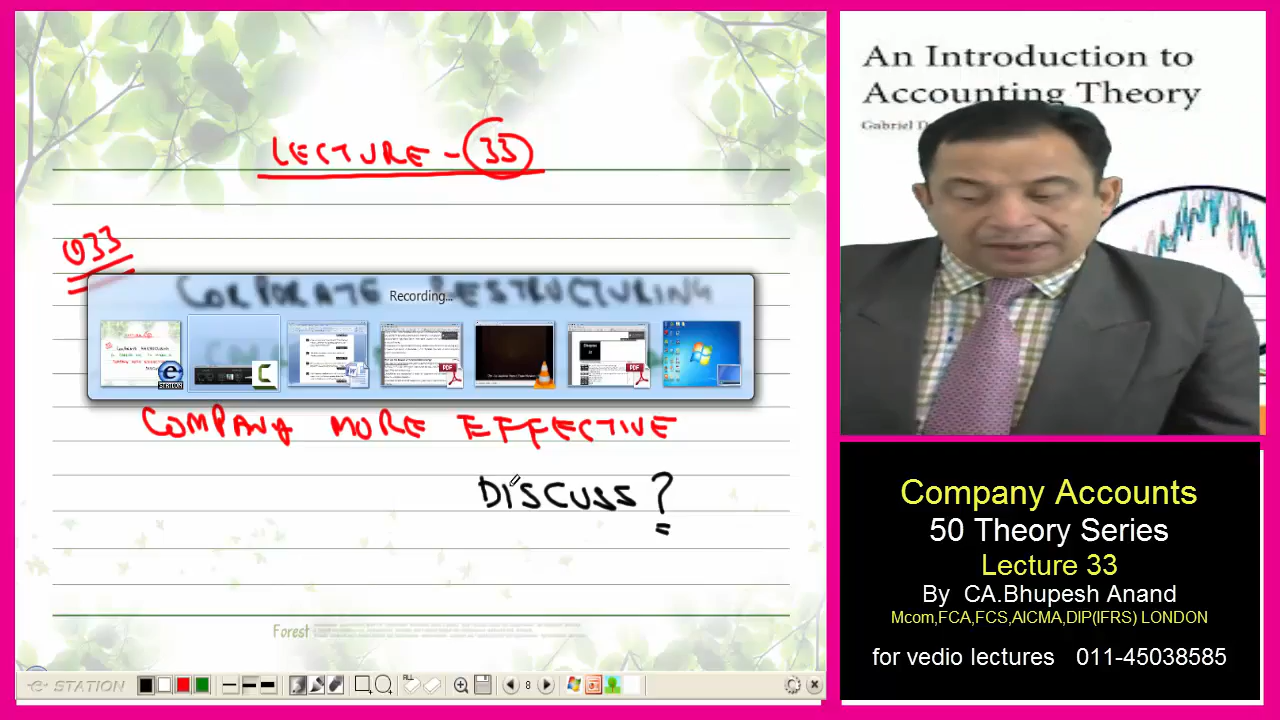 LECTURE - 33
Q33
CORPORATE RESTRUCTURING
Recording...
COMPANY MORE EFFECTIVE
DISCUSS?
Forest
e-STATION
8
An Introduction to
Accounting Theory
Gabriel D
Company Accounts
50 Theory Series
Lecture 33
By CA.Bhupesh Anand
Mcom,FCA,FCS,AICMA,DIP(IFRS) LONDON
for vedio lectures 011-45038585